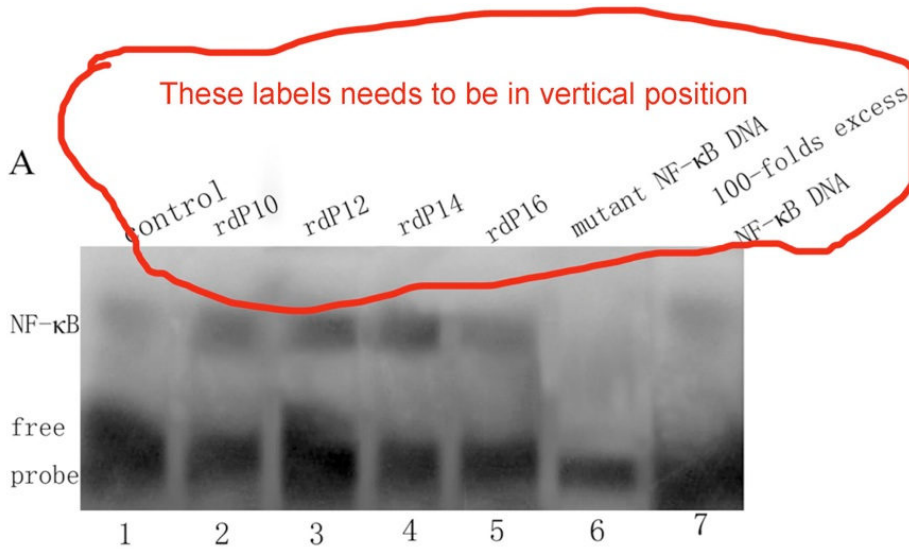 These labels needs to be in vertical position
A
control
rdP10
rdP12
rdP14
rdP16
mutant NF-κB DNA
100-folds excess
NF-κB DNA
NF-κB
free
probe
1 2 3 4 5 6 7